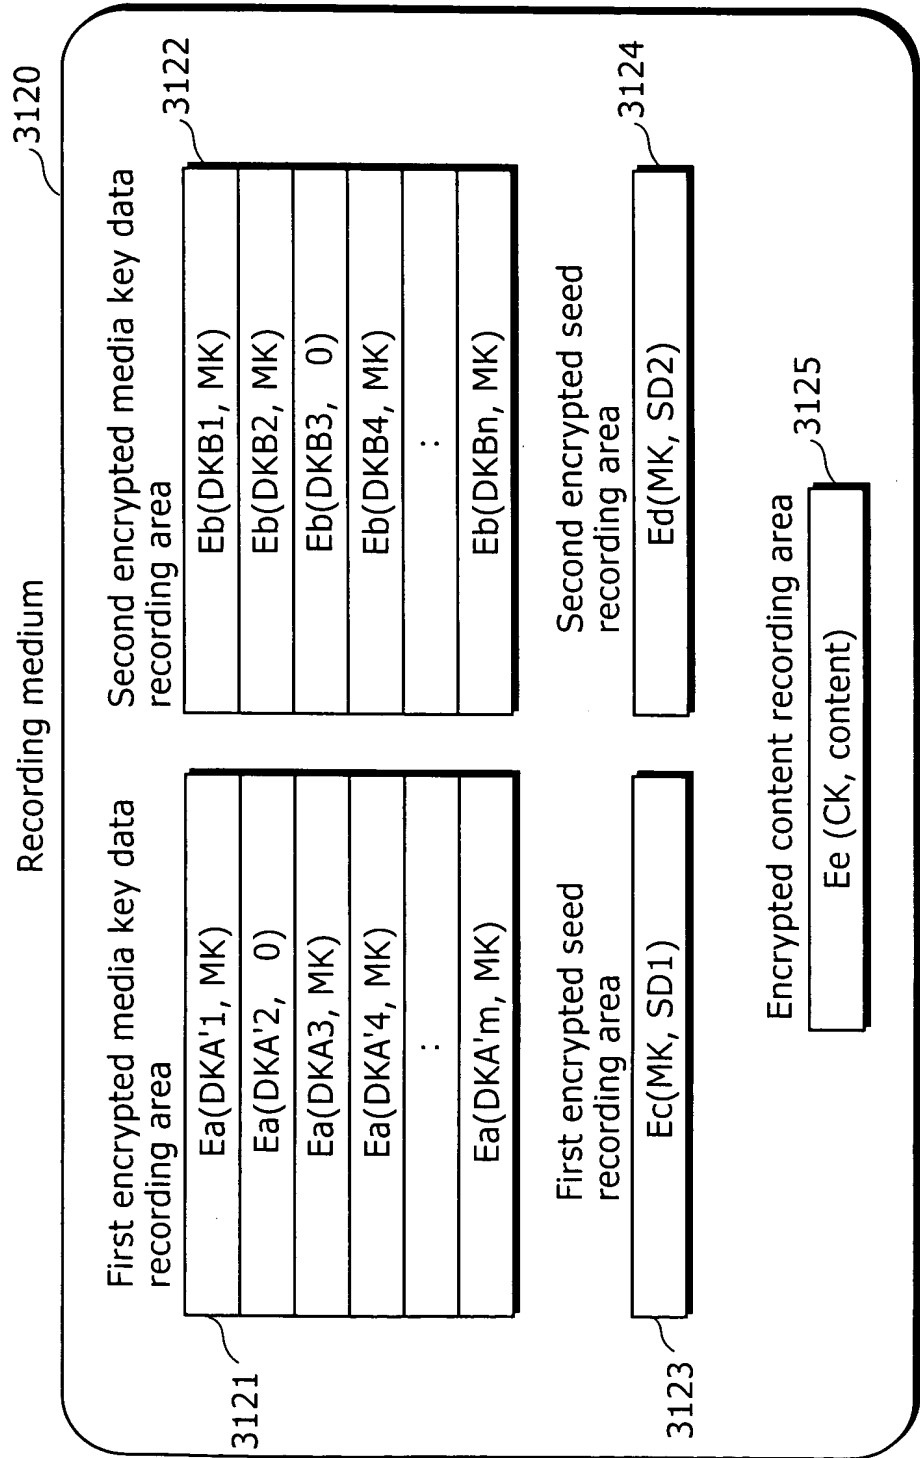 Recording medium
3120
First encrypted media key data
recording area
3121
Ea(DKA'1, MK)
Ea(DKA'2, 0)
Ea(DKA3, MK)
Ea(DKA'4, MK)
:
Ea(DKA'm, MK)
Second encrypted media key data
recording area
3122
Eb(DKB1, MK)
Eb(DKB2, MK)
Eb(DKB3, 0)
Eb(DKB4, MK)
:
Eb(DKBn, MK)
First encrypted seed
recording area
3123
Ec(MK, SD1)
Second encrypted seed
recording area
3124
Ed(MK, SD2)
Encrypted content recording area
3125
Ee (CK, content)